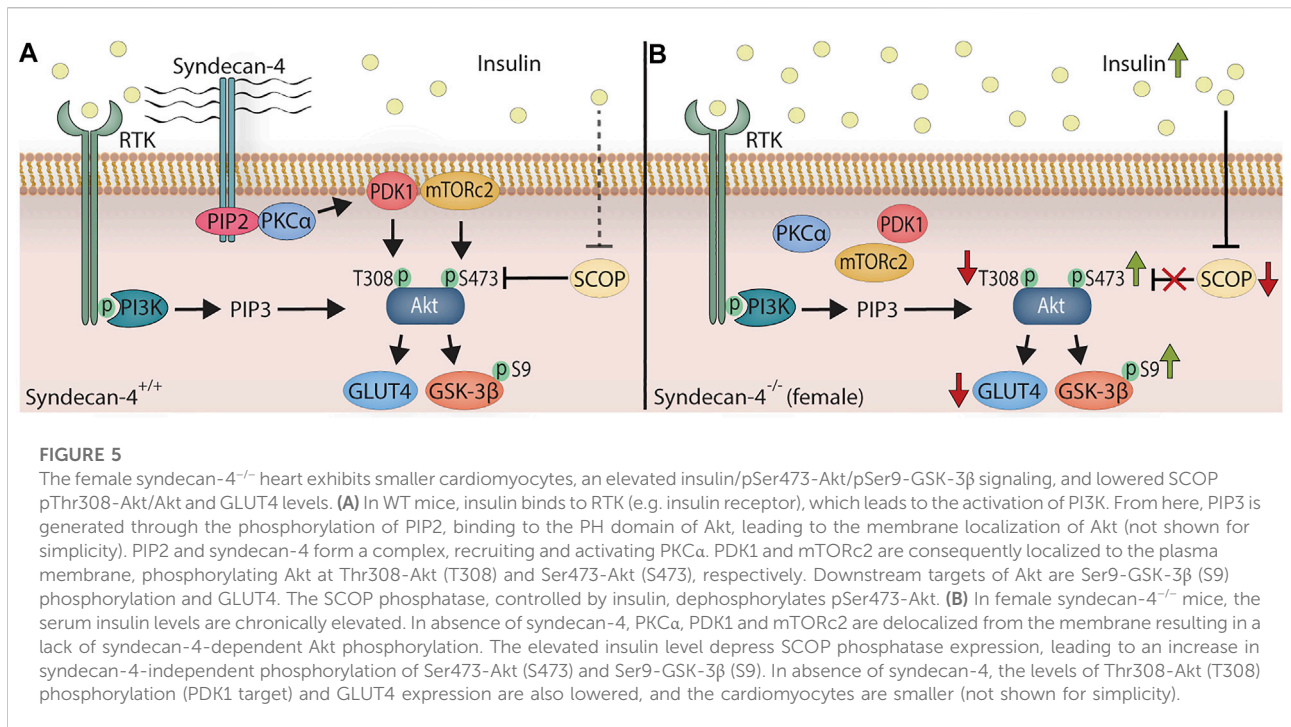 A
Syndecan-4
Insulin
RTK
PDK1
mTORc2
PIP2
PKCα
T308
p
p
S473
SCOP
p
PI3K
PIP3
Akt
p
S9
GLUT4
GSK-3β
Syndecan-4+/+
B
Insulin
RTK
PKCα
PDK1
mTORc2
T308
p
p
S473
SCOP
p
PI3K
PIP3
Akt
p
S9
GLUT4
GSK-3β
Syndecan-4-/- (female)
FIGURE 5
The female syndecan-4−/− heart exhibits smaller cardiomyocytes, an elevated insulin/pSer473-Akt/pSer9-GSK-3β signaling, and lowered SCOP
pThr308-Akt/Akt and GLUT4 levels. (A) In WT mice, insulin binds to RTK (e.g. insulin receptor), which leads to the activation of PI3K. From here, PIP3 is
generated through the phosphorylation of PIP2, binding to the PH domain of Akt, leading to the membrane localization of Akt (not shown for
simplicity). PIP2 and syndecan-4 form a complex, recruiting and activating PKCα. PDK1 and mTORc2 are consequently localized to the plasma
membrane, phosphorylating Akt at Thr308-Akt (T308) and Ser473-Akt (S473), respectively. Downstream targets of Akt are Ser9-GSK-3β (S9)
phosphorylation and GLUT4. The SCOP phosphatase, controlled by insulin, dephosphorylates pSer473-Akt. (B) In female syndecan-4−/− mice, the
serum insulin levels are chronically elevated. In absence of syndecan-4, PKCα, PDK1 and mTORc2 are delocalized from the membrane resulting in a
lack of syndecan-4-dependent Akt phosphorylation. The elevated insulin level depress SCOP phosphatase expression, leading to an increase in
syndecan-4-independent phosphorylation of Ser473-Akt (S473) and Ser9-GSK-3β (S9). In absence of syndecan-4, the levels of Thr308-Akt (T308)
phosphorylation (PDK1 target) and GLUT4 expression are also lowered, and the cardiomyocytes are smaller (not shown for simplicity).